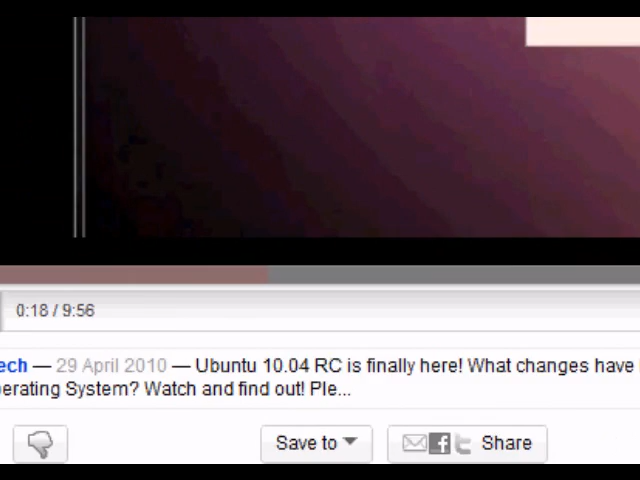 0:18 / 9:56
ech — 29 April 2010 — Ubuntu 10.04 RC is finally here! What changes have
perating System? Watch and find out! Ple...
Save to
f t Share